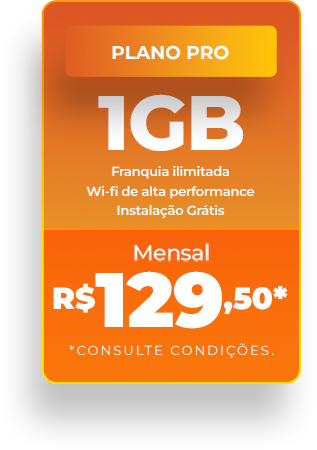 PLANO PRO
1GB
Franquia ilimitada
Wi-fi de alta performance
Instalação Grátis
Mensal
R$129,50*
*CONSULTE CONDIÇÕES.